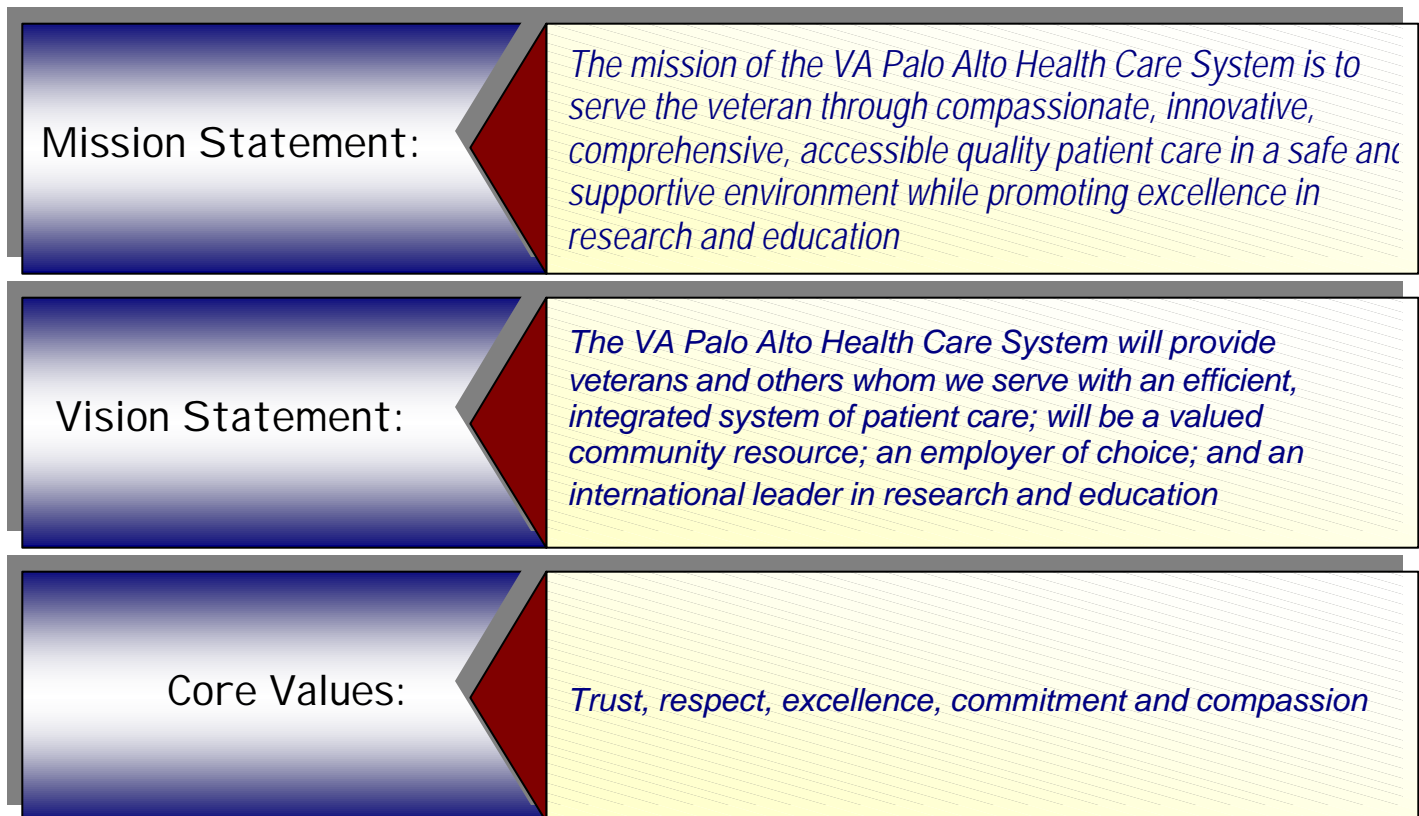 Mission Statement:
The mission of the VA Palo Alto Health Care System is to
serve the veteran through compassionate, innovative,
comprehensive, accessible quality patient care in a safe and
supportive environment while promoting excellence in
research and education
Vision Statement:
The VA Palo Alto Health Care System will provide
veterans and others whom we serve with an efficient,
integrated system of patient care; will be a valued
community resource; an employer of choice; and an
international leader in research and education
Core Values:
Trust, respect, excellence, commitment and compassion